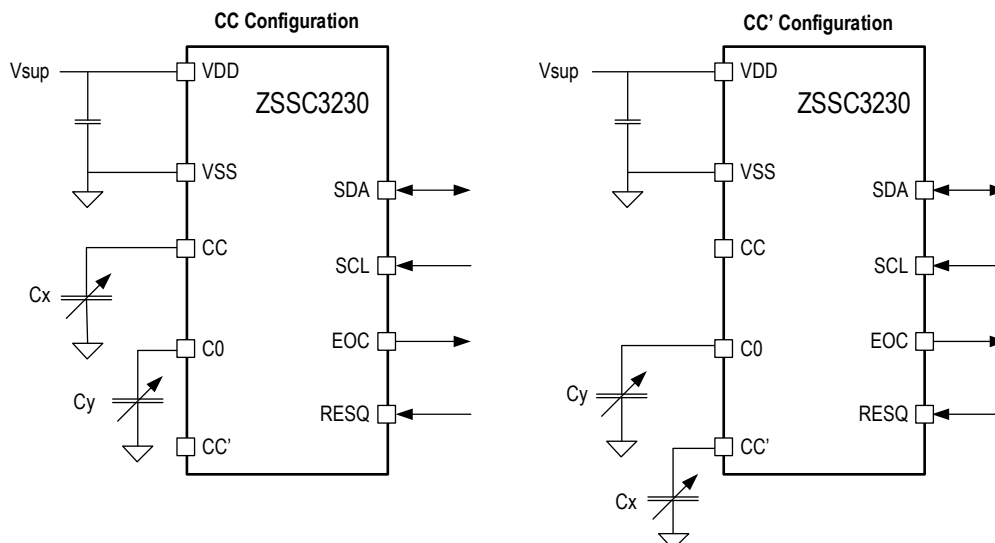 CC Configuration
Vsup
VDD
ZSSC3230
VSS
SDA
CC
SCL
Cx
C0
EOC
Cy
RESQ
CC'
CC’ Configuration
Vsup
VDD
ZSSC3230
VSS
SDA
CC
SCL
C0
EOC
Cy
RESQ
CC'
Cx